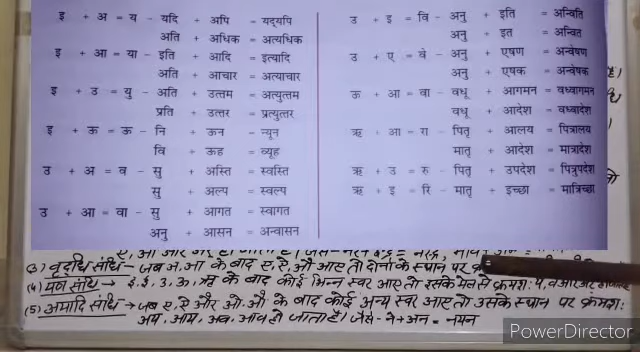 इ + अ = य - यदि + अपि = यद्यपि
अति + अधिक = अत्यधिक
इ + आ = या - इति + आदि = इत्यादि
अति + आचार = अत्याचार
इ + उ = यु - अति + उत्तम = अत्युत्तम
प्रति + उत्तर = प्रत्युत्तर
इ + ऊ = ऊ - नि + ऊन = न्यून
वि + ऊह = व्यूह
उ + अ = व - सु + अस्ति = स्वस्ति
सु + अल्प = स्वल्प
उ + आ = वा - सु + आगत = स्वागत
अनु + आसन = अन्वासन
उ + इ = वि - अनु + इति = अन्विति
अनु + इत = अन्वित
उ + ए = वे - अनु + एषण = अन्वेषण
अनु + एषक = अन्वेषक
ऊ + आ = वा - वधू + आगमन = वध्वागमन
वधू + आदेश = वध्वादेश
ऋ + आ = रा - पितृ + आलय = पित्रालय
मातृ + आदेश = मात्रादेश
ऋ + उ = रु - पितृ + उपदेश = पित्रुपदेश
ऋ + इ = रि - मातृ + इच्छा = मात्रिच्छा
(3) वृद्धि संधि - जब अ, आ के बाद ए, ऐ, औ आए तो दोनों के स्थान पर
(4) यण संधि → इ, ई, उ, ऊ, ऋ के बाद कोई भिन्न स्वर आए तो इसके मेल से क्रमशः य, व और र
(5) अयादि संधि → जब ए, ऐ और ओ, औ के बाद कोई अन्य स्वर आए तो उसके स्थान पर क्रमशः
अय, आय, अव, आव हो जाता है। जैसे - ने + अन = नयन
PowerDirector